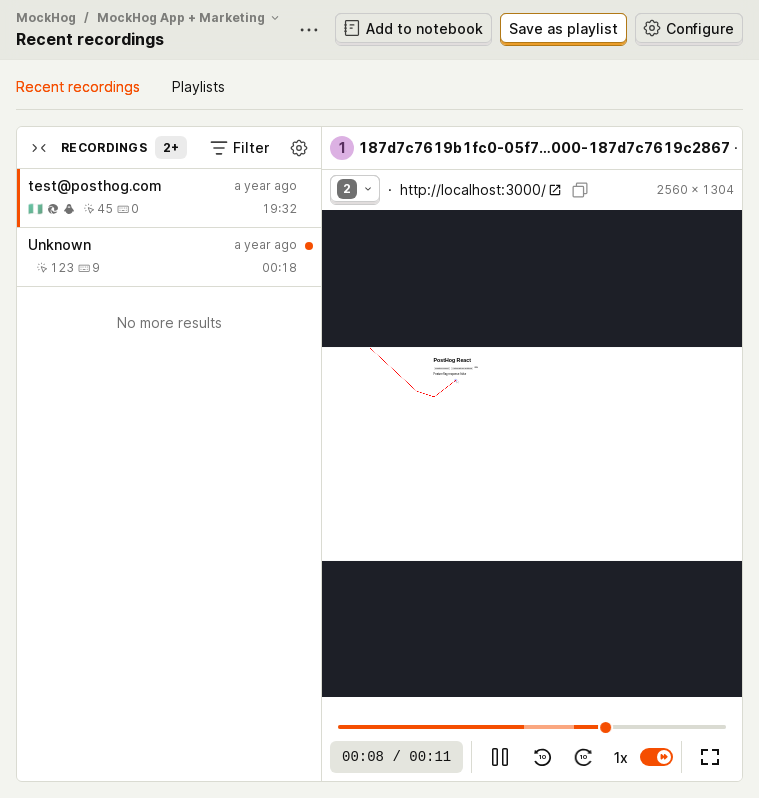 MockHog / MockHog App + Marketing
Recent recordings
Add to notebook
Save as playlist
Configure
Recent recordings
Playlists
RECORDINGS 2+
Filter
test@posthog.com a year ago
45 0 19:32
Unknown a year ago
123 9 00:18
No more results
1 187d7c7619b1fc0-05f7...000-187d7c7619c2867 ·
2 · http://localhost:3000/ 2560 × 1304
PostHog React
00:08 / 00:11
10
10
1x